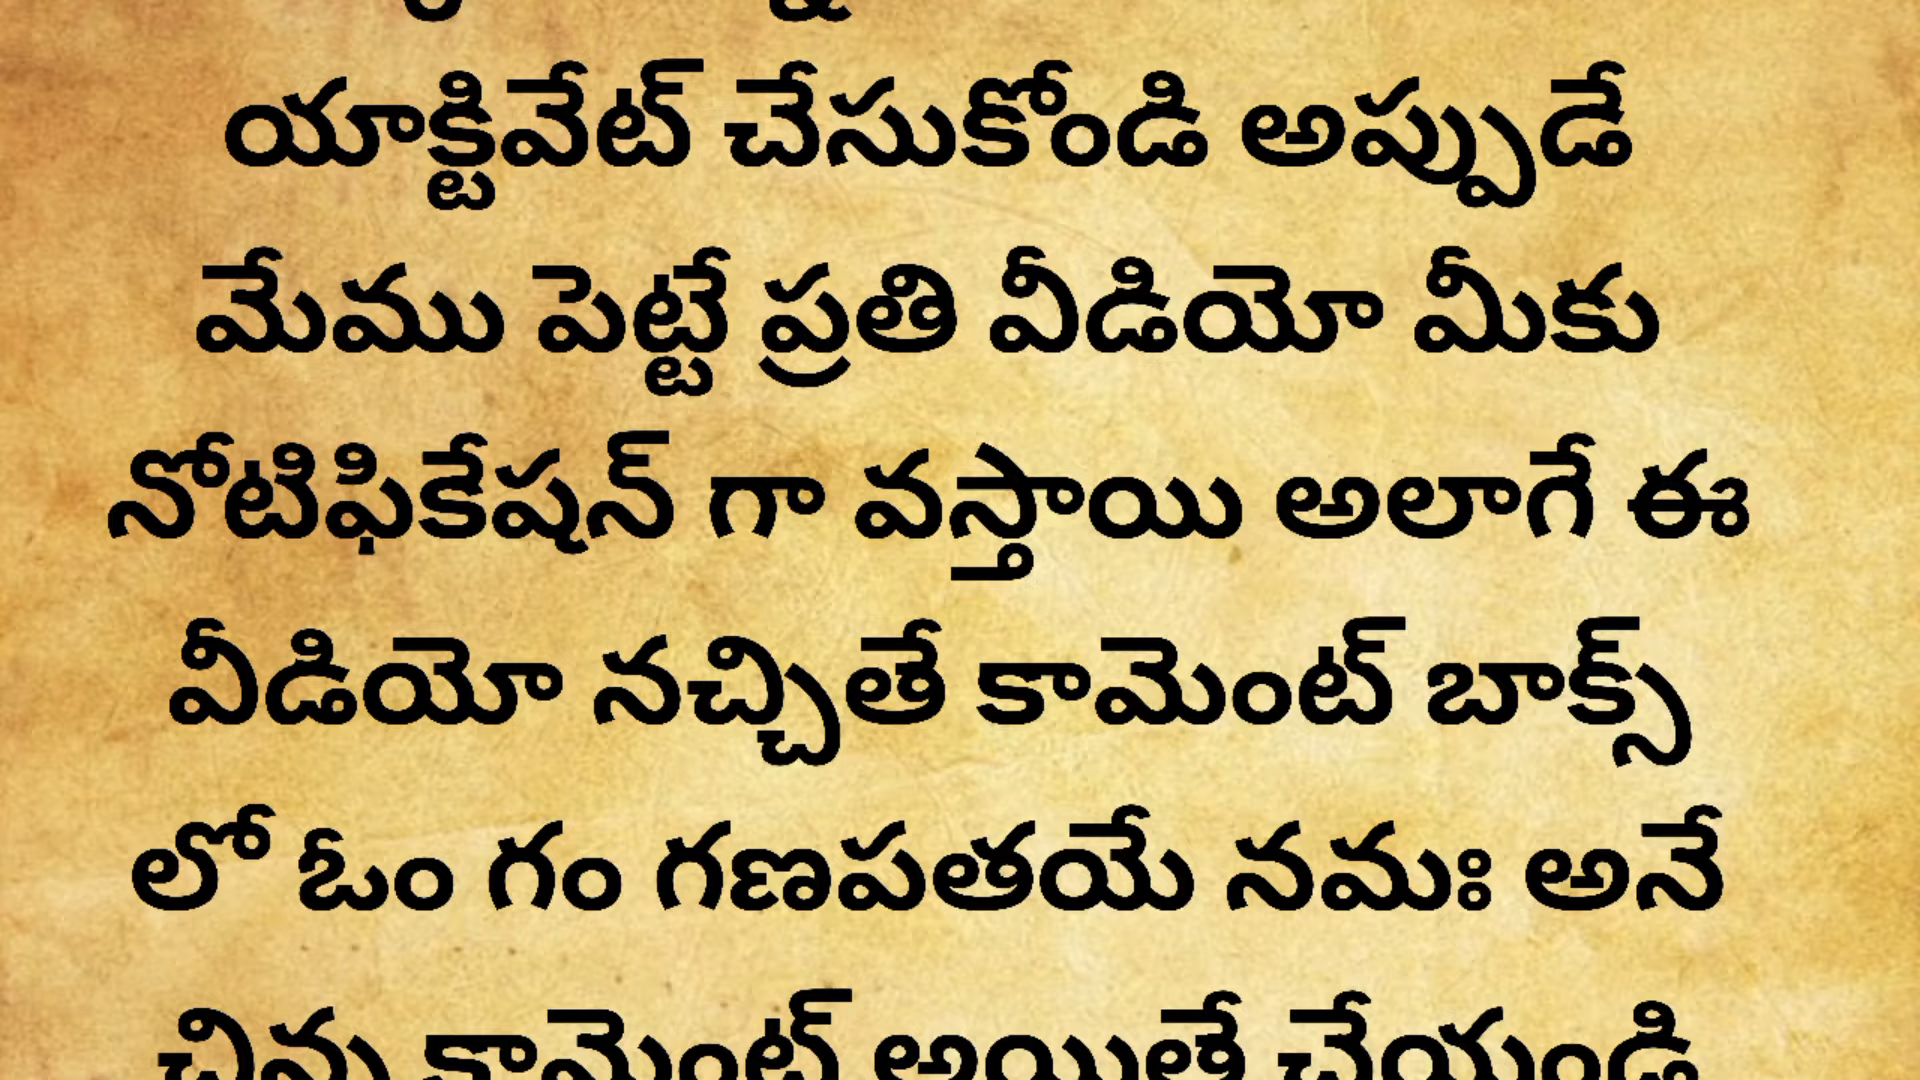 యాక్టివేట్ చేసుకోండి అప్పుడే
మేము పెట్టే ప్రతి వీడియో మీకు
నోటిఫికేషన్ గా వస్తాయి అలాగే ఈ
వీడియో నచ్చితే కామెంట్ బాక్స్
లో ఓం గం గణపతయే నమః అనే
చిన్న కామెంట్ అయితే చేయండి